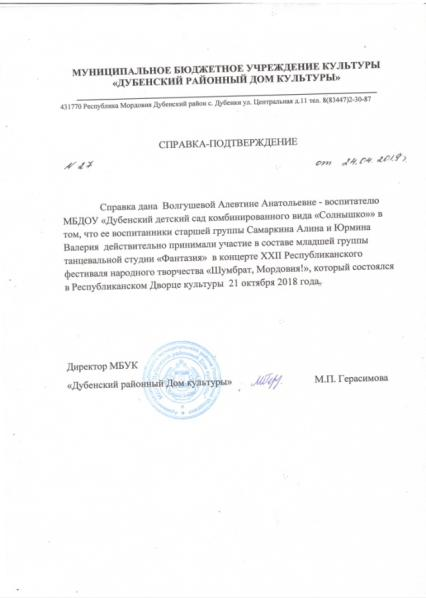 МУНИЦИПАЛЬНОЕ БЮДЖЕТНОЕ УЧРЕЖДЕНИЕ КУЛЬТУРЫ
«ДУБЕНСКИЙ РАЙОННЫЙ ДОМ КУЛЬТУРЫ»
431770 Республика Мордовия Дубенский район с. Дубенки ул. Центральная д.11 тел. 8(83447)2-30-87
СПРАВКА-ПОДТВЕРЖДЕНИЕ
№ 27 от 24.04.2019г
Справка дана Волгушевой Алевтине Анатольевне - воспитателю
МБДОУ «Дубенский детский сад комбинированного вида «Солнышко»» в
том, что ее воспитанники старшей группы Самаркина Алина и Юрмина
Валерия действительно принимали участие в составе младшей группы
танцевальной студии «Фантазия» в концерте XXII Республиканского
фестиваля народного творчества «Шумбрат, Мордовия!», который состоялся
в Республиканском Дворце культуры 21 октября 2018 года.
Директор МБУК
«Дубенский районный Дом культуры» М.П. Герасимова